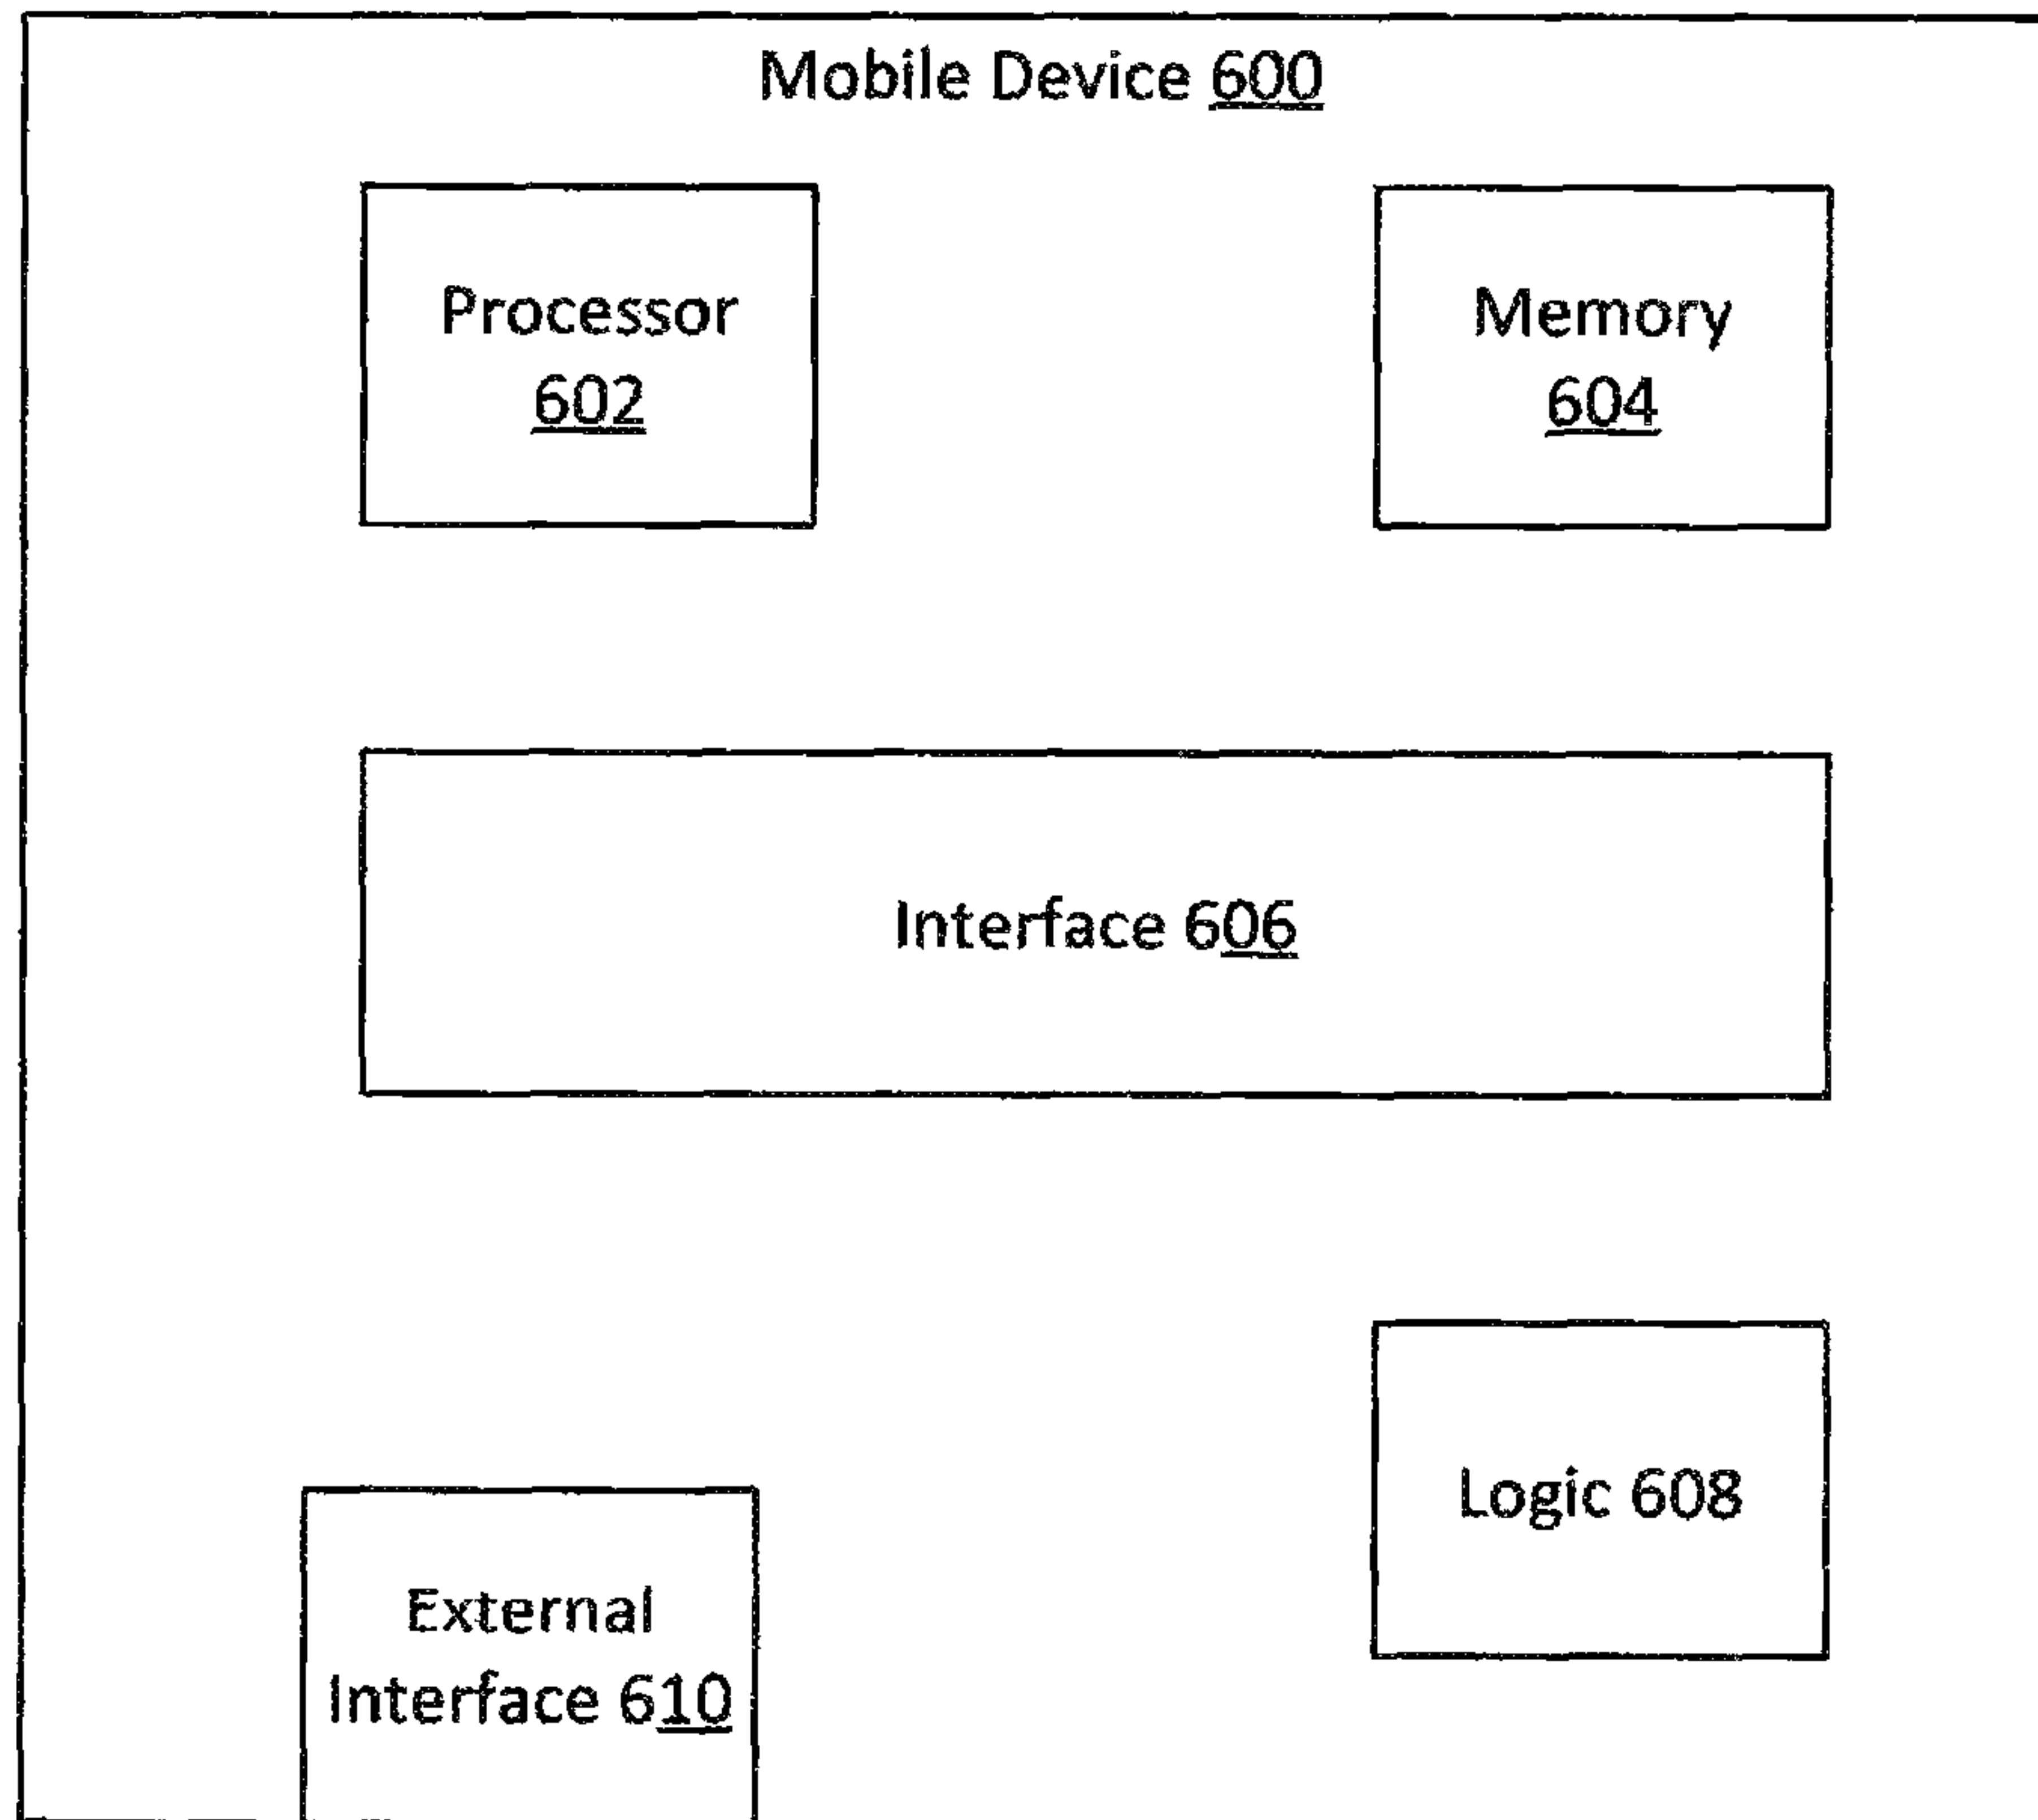 Mobile Device 600
Processor
602
Memory
604
Interface 606
Logic 608
External
Interface 610